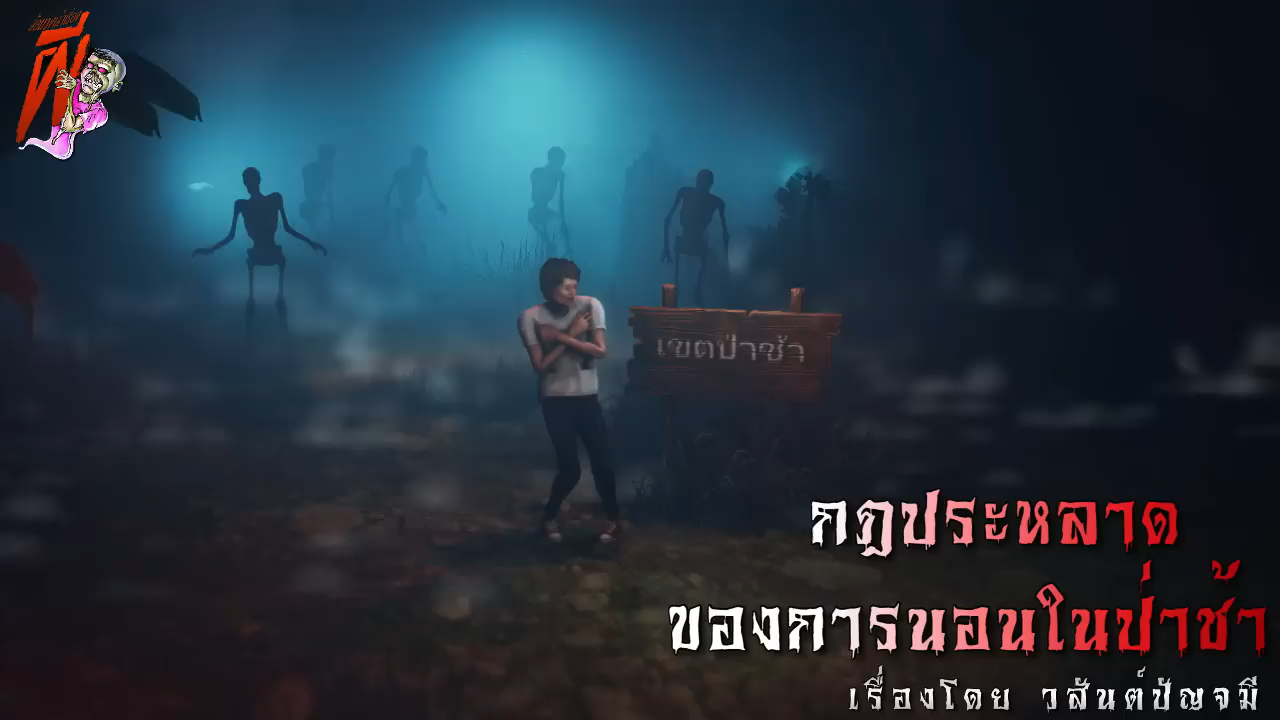 ผี
เขตป่าช้า
กฎประหลาด
ของการนอนในป่าช้า
เรื่องโดย วสันต์ปัญจมี